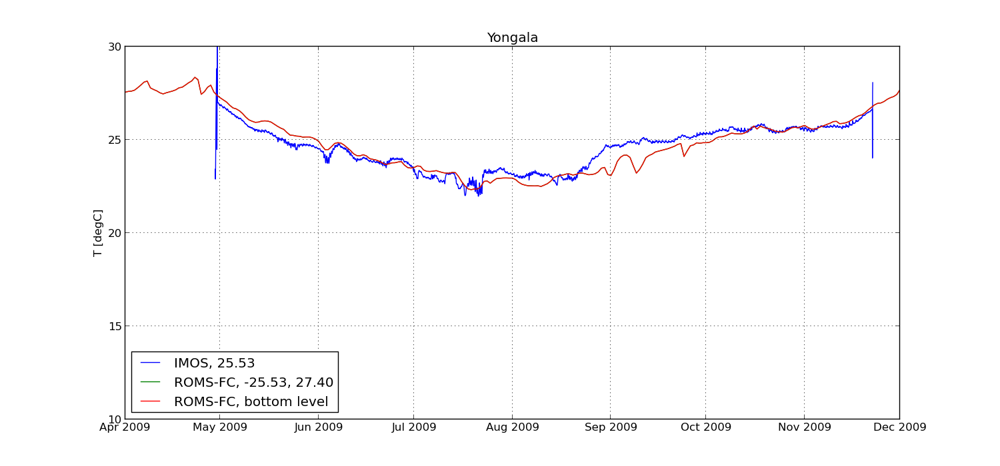 Yongala
30
25
20
15
10
T [degC]
IMOS, 25.53
ROMS-FC, -25.53, 27.40
ROMS-FC, bottom level
Apr 2009 May 2009 Jun 2009 Jul 2009 Aug 2009 Sep 2009 Oct 2009 Nov 2009 Dec 2009